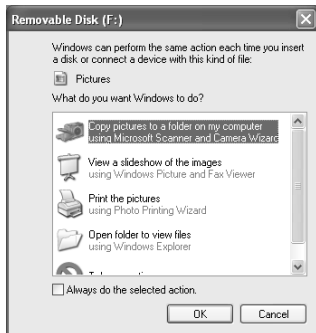 Removable Disk (F:)
Windows can perform the same action each time you insert
a disk or connect a device with this kind of file:
Pictures
What do you want Windows to do?
Copy pictures to a folder on my computer
using Microsoft Scanner and Camera Wizard
View a slideshow of the images
using Windows Picture and Fax Viewer
Print the pictures
using Photo Printing Wizard
Open folder to view files
using Windows Explorer
Always do the selected action.
OK
Cancel